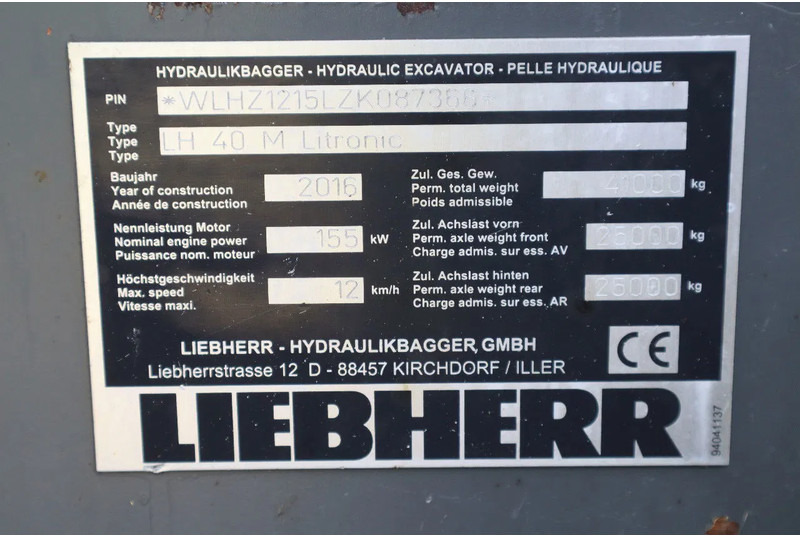 HYDRAULIKBAGGER - HYDRAULIC EXCAVATOR - PELLE HYDRAULIQUE
PIN *WLHZ1215LZK087366*
Type
Type LH 40 M Litronic
Type
Baujahr
Year of construction 2016
Année de construction
Zul. Ges. Gew.
Perm. total weight 41000 kg
Poids admissible
Nennleistung Motor
Nominal engine power 155 kW
Puissance nom. moteur
Zul. Achslast vorn
Perm. axle weight front 26000 kg
Charge admis. sur ess. AV
Höchstgeschwindigkeit
Max. speed 12 km/h
Vitesse maxi.
Zul. Achslast hinten
Perm. axle weight rear 26000 kg
Charge admis. sur ess. AR
LIEBHERR - HYDRAULIKBAGGER, GMBH
Liebherrstrasse 12 D - 88457 KIRCHDORF / ILLER
CE
LIEBHERR
94041137